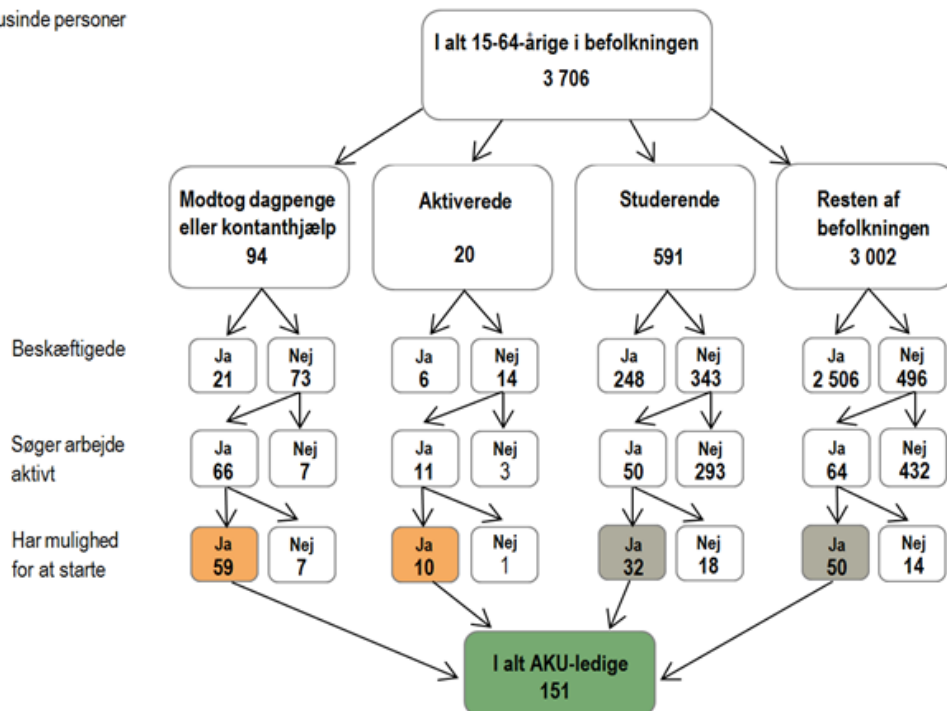 usinde personer
I alt 15-64-årige i befolkningen
3 706
Modtog dagpenge
eller kontanthjælp
94
Aktiverede
20
Studerende
591
Resten af
befolkningen
3 002
Beskæftigede
Ja
21
Nej
73
Ja
6
Nej
14
Ja
248
Nej
343
Ja
2 506
Nej
496
Søger arbejde
aktivt
Ja
66
Nej
7
Ja
11
Nej
3
Ja
50
Nej
293
Ja
64
Nej
432
Har mulighed
for at starte
Ja
59
Nej
7
Ja
10
Nej
1
Ja
32
Nej
18
Ja
50
Nej
14
I alt AKU-ledige
151